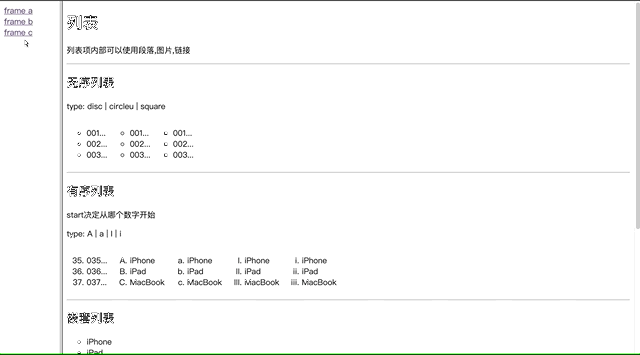 frame a
frame b
frame c
列表
列表项内部可以使用段落,图片,链接
无序列表
type: disc | circleu | square
001... 001... 001...
002... 002... 002...
003... 003... 003...
有序列表
start决定从哪个数字开始
type: A | a | I | i
35. 035... A. iPhone a. iPhone I. iPhone i. iPhone
36. 036... B. iPad b. iPad II. iPad ii. iPad
37. 037... C. MacBook c. MacBook III. MacBook iii. MacBook
嵌套列表
iPhone
iPad